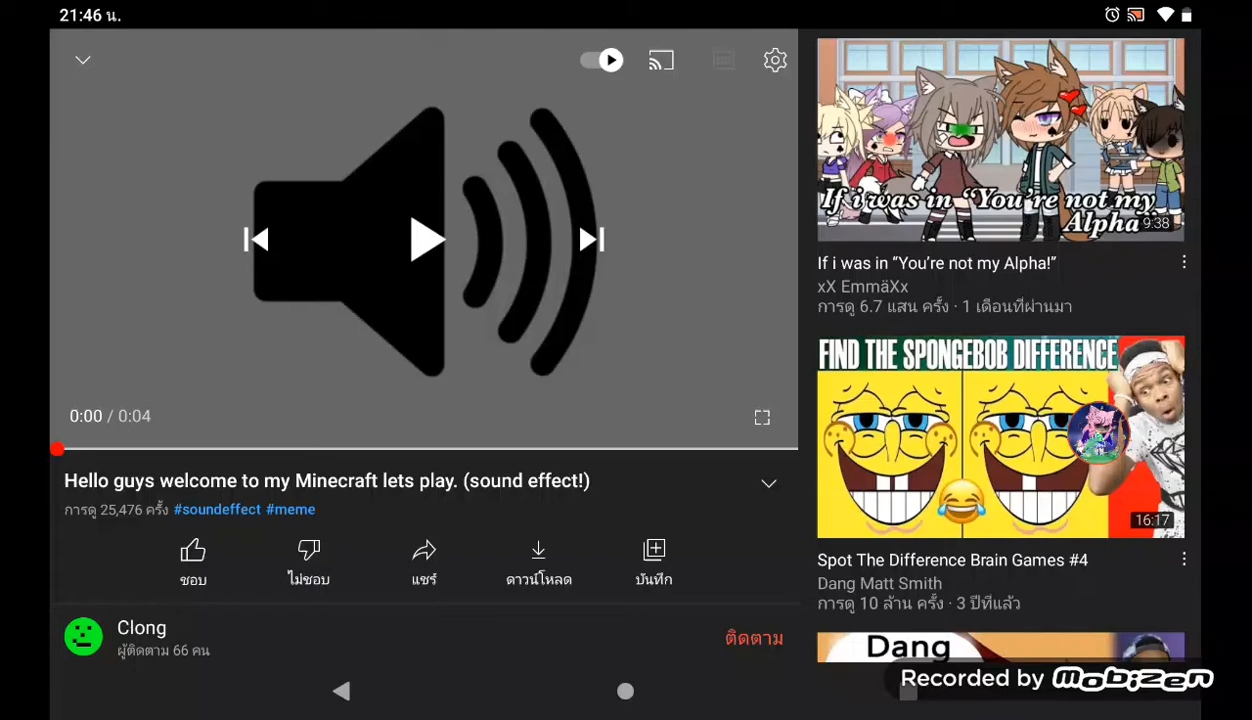 21:46 น.
0:00 / 0:04
Hello guys welcome to my Minecraft lets play. (sound effect!)
การดู 25,476 ครั้ง · #soundeffect #meme
ชอบ
ไม่ชอบ
แชร์
ดาวน์โหลด
บันทึก
Clong
ผู้ติดตาม 66 คน
ติดตาม
If i was in “You're not my
Alpha”
9:38
If i was in “You’re not my Alpha!”
xX EmmäXx
การดู 6.7 แสน ครั้ง · 1 เดือนที่ผ่านมา
FIND THE SPONGEBOB DIFFERENCE
16:17
Spot The Difference Brain Games #4
Dang Matt Smith
การดู 10 ล้าน ครั้ง · 3 ปีที่แล้ว
Dang
Recorded by MOBIZEN